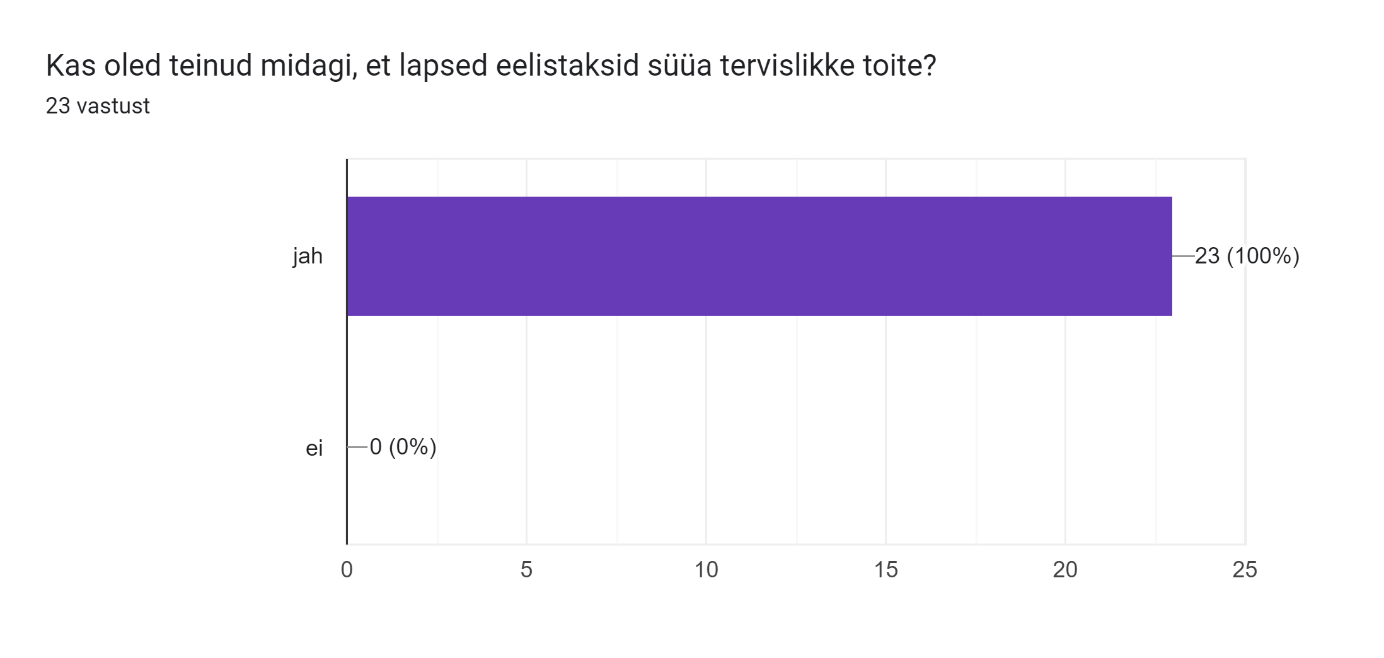 Kas oled teinud midagi, et lapsed eelistaksid süüa tervislikke toite?
23 vastust
jah
23 (100%)
ei
0 (0%)
0 5 10 15 20 25